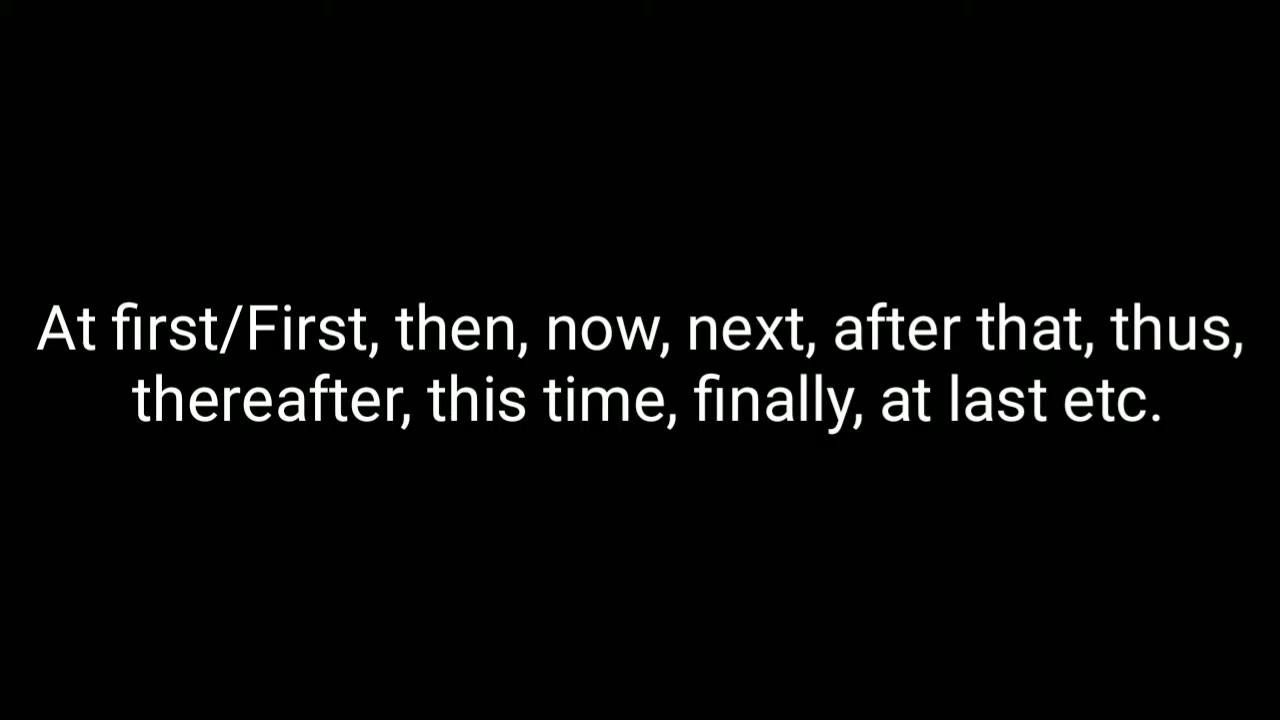 At first/First, then, now, next, after that, thus,
thereafter, this time, finally, at last etc.